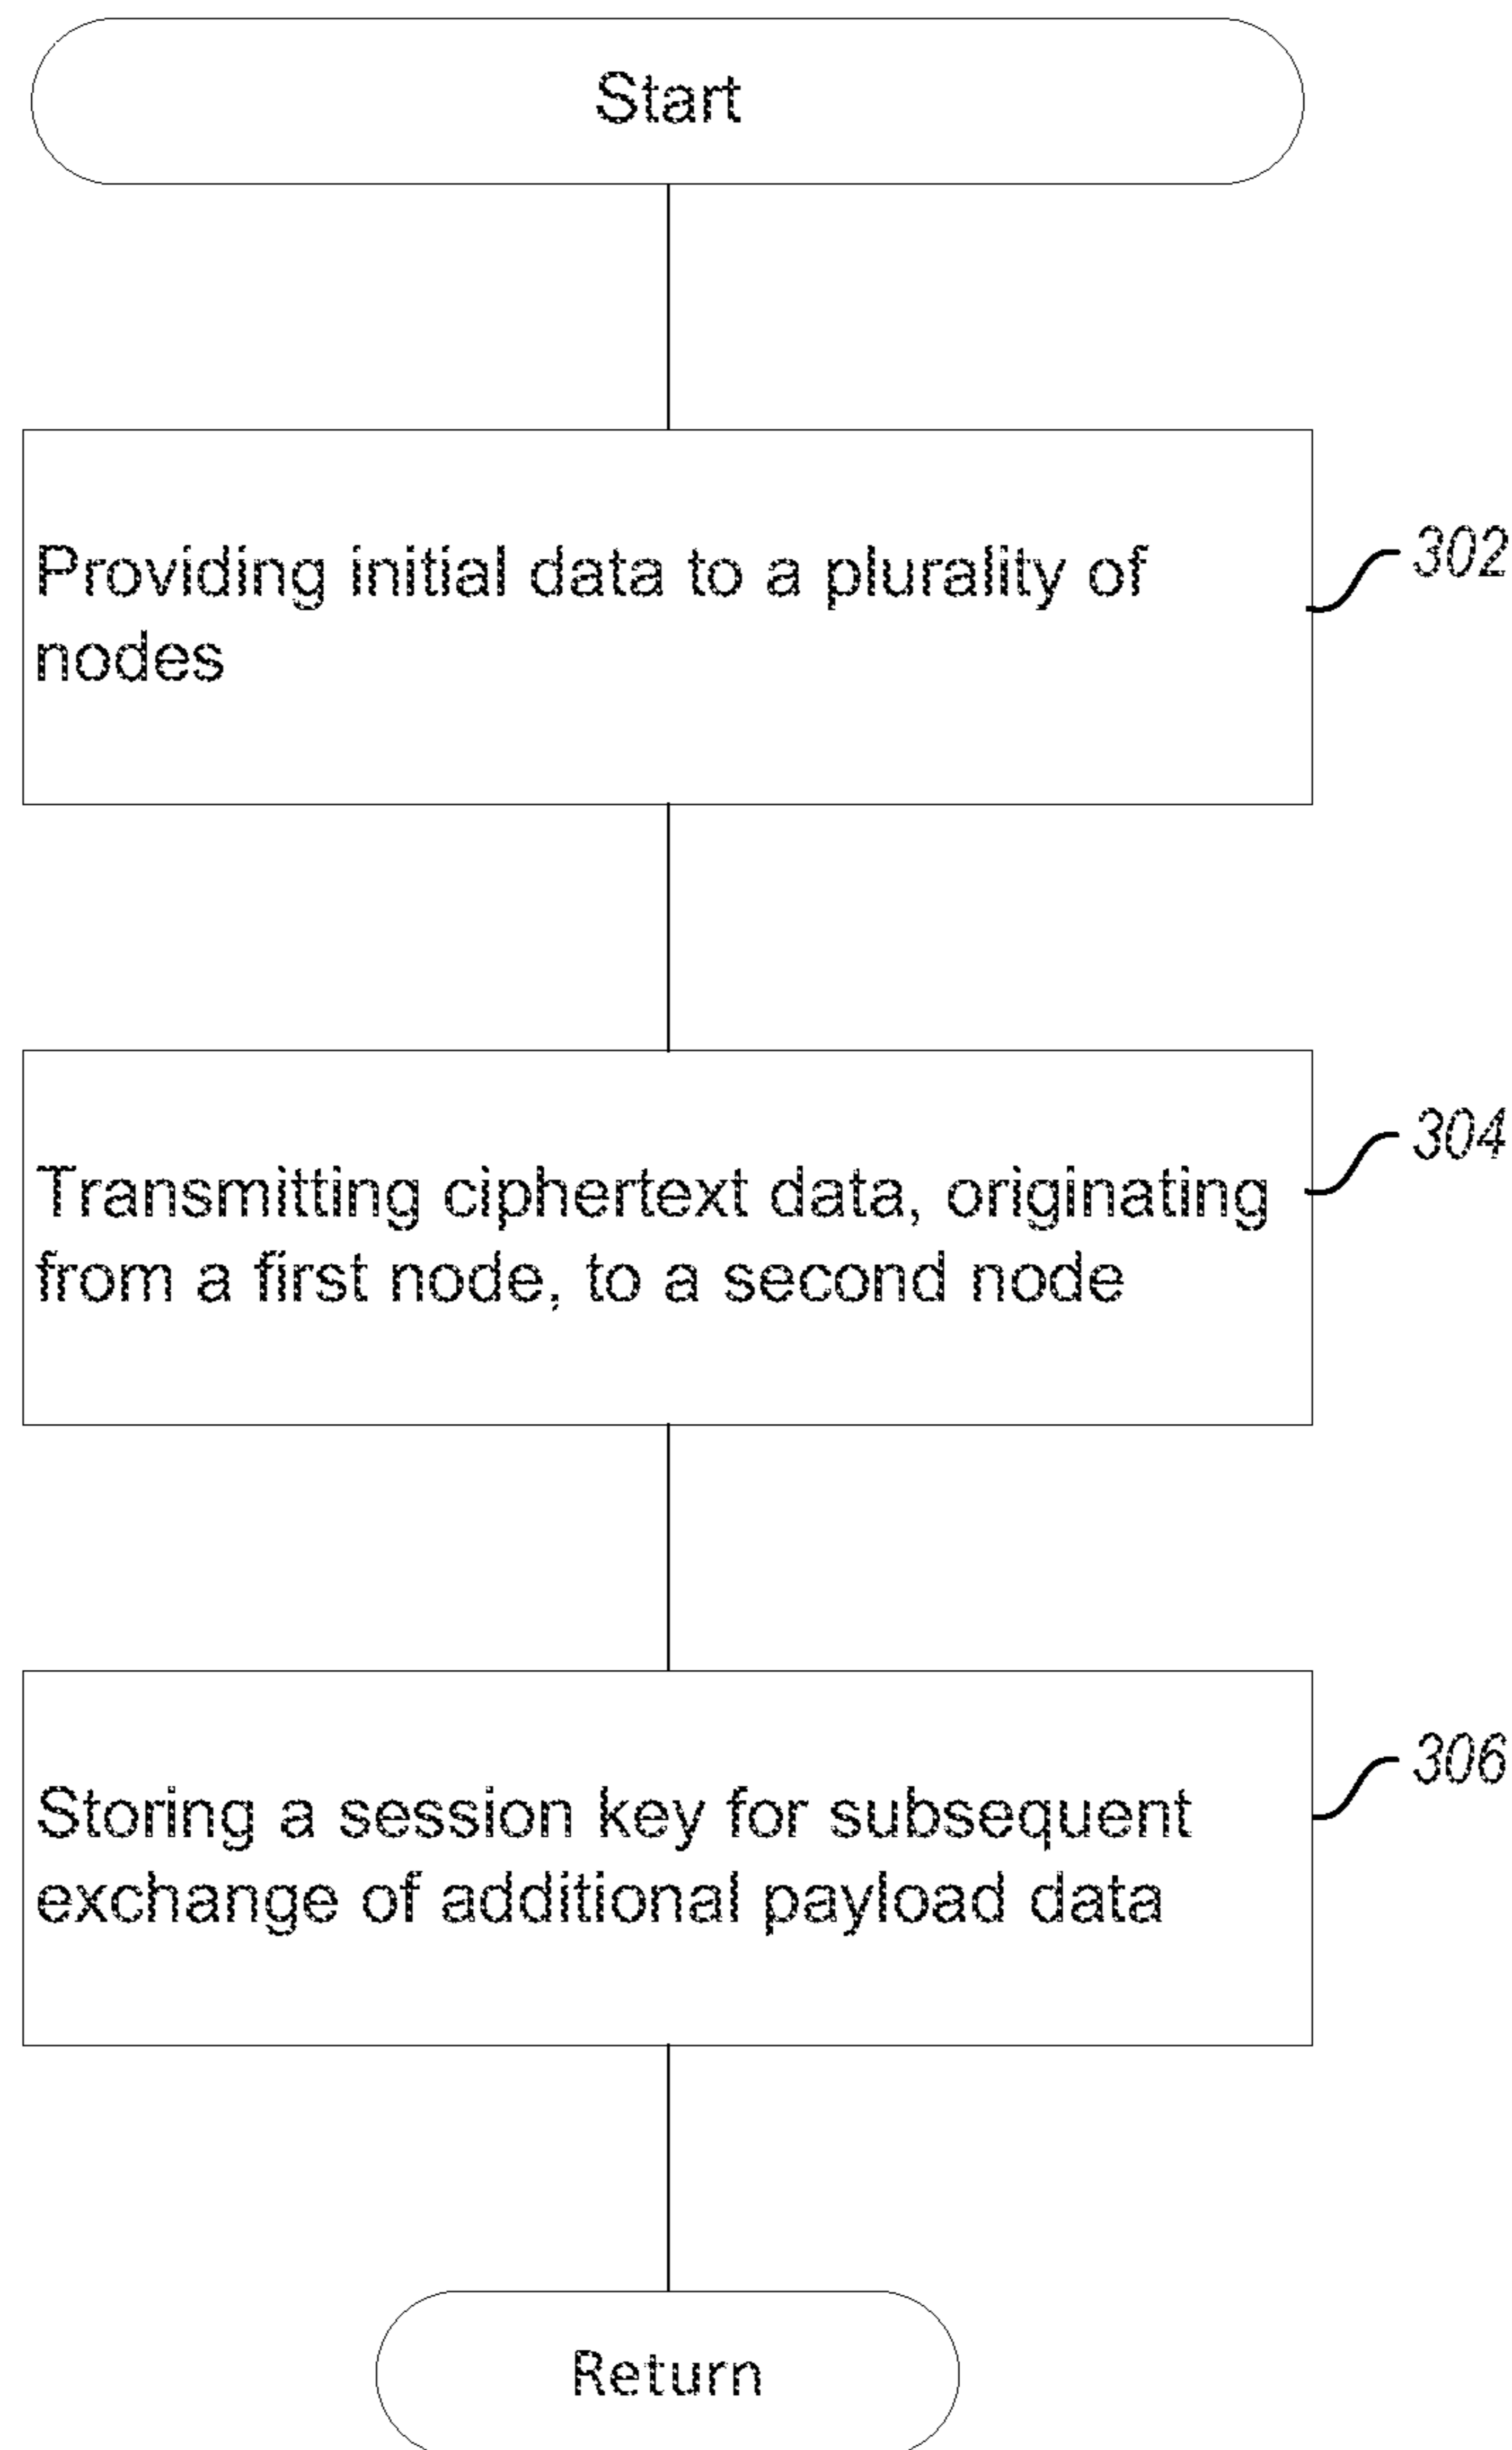 Start
Providing initial data to a plurality of
nodes
302
Transmitting ciphertext data, originating
from a first node, to a second node
304
Storing a session key for subsequent
exchange of additional payload data
306
Return